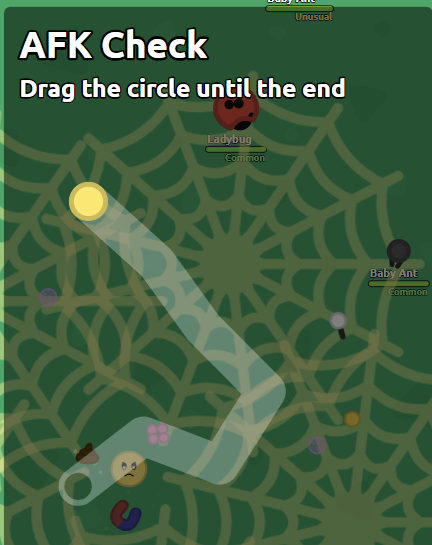 Baby Ant
Unusual
AFK Check
Drag the circle until the end
Ladybug
Common
Baby Ant
Common